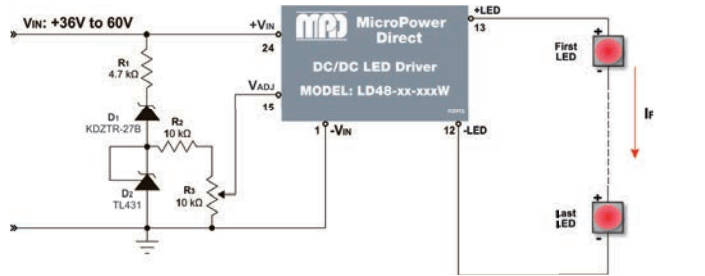 VIN: +36V to 60V
+VIN
24
MPD MicroPower
Direct
DC/DC LED Driver
MODEL: LD48-xx-xxxW
+LED
13
First
LED
+
-
R1
4.7 kΩ
VADJ
15
D1
KDZTR-27B
R2
10 kΩ
1
-VIN
12
-LED
IF
D2
TL431
R3
10 kΩ
+
Last
LED
-